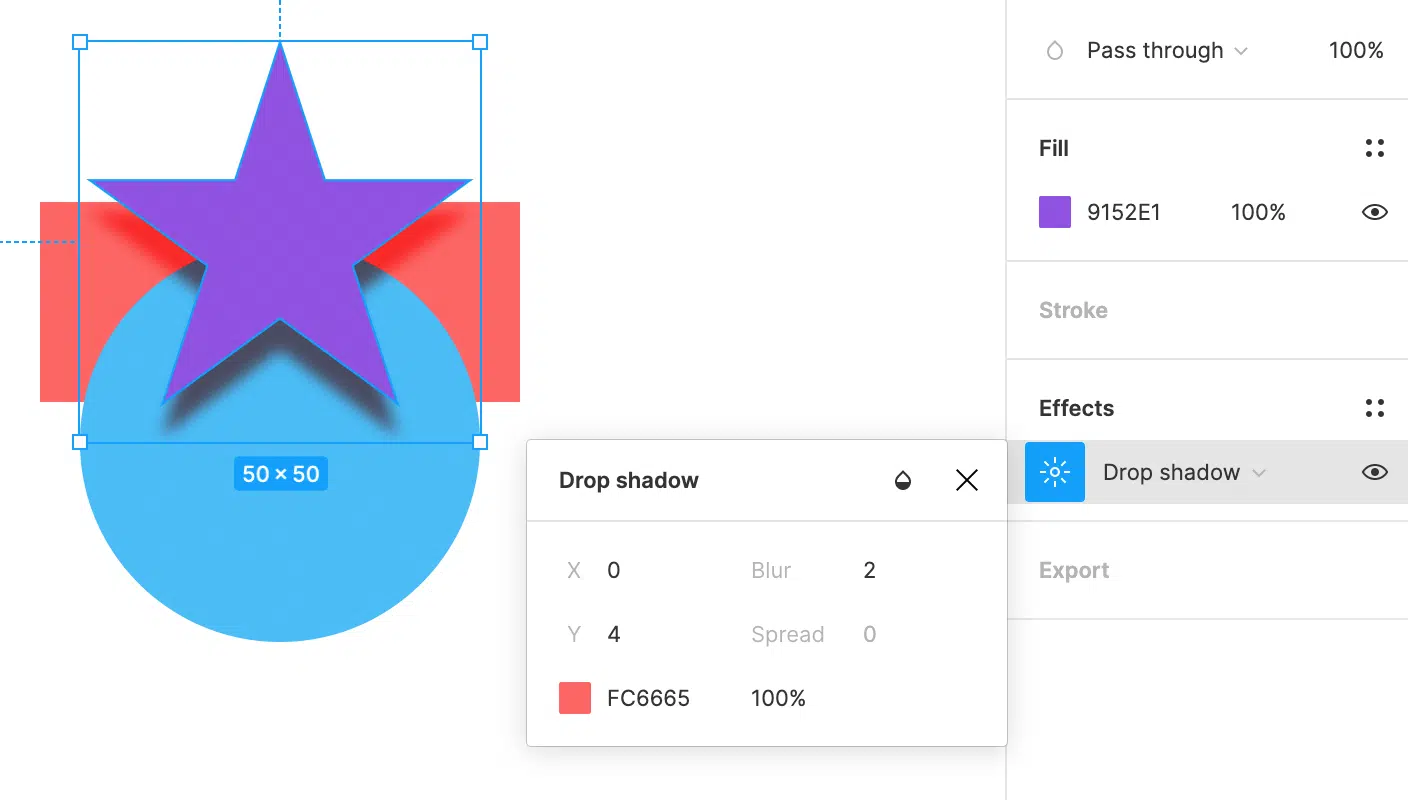 Pass through 100%
Fill
9152E1 100%
Stroke
Effects
Drop shadow
50 × 50
Drop shadow
X 0 Blur 2
Y 4 Spread 0
FC6665 100%
Export